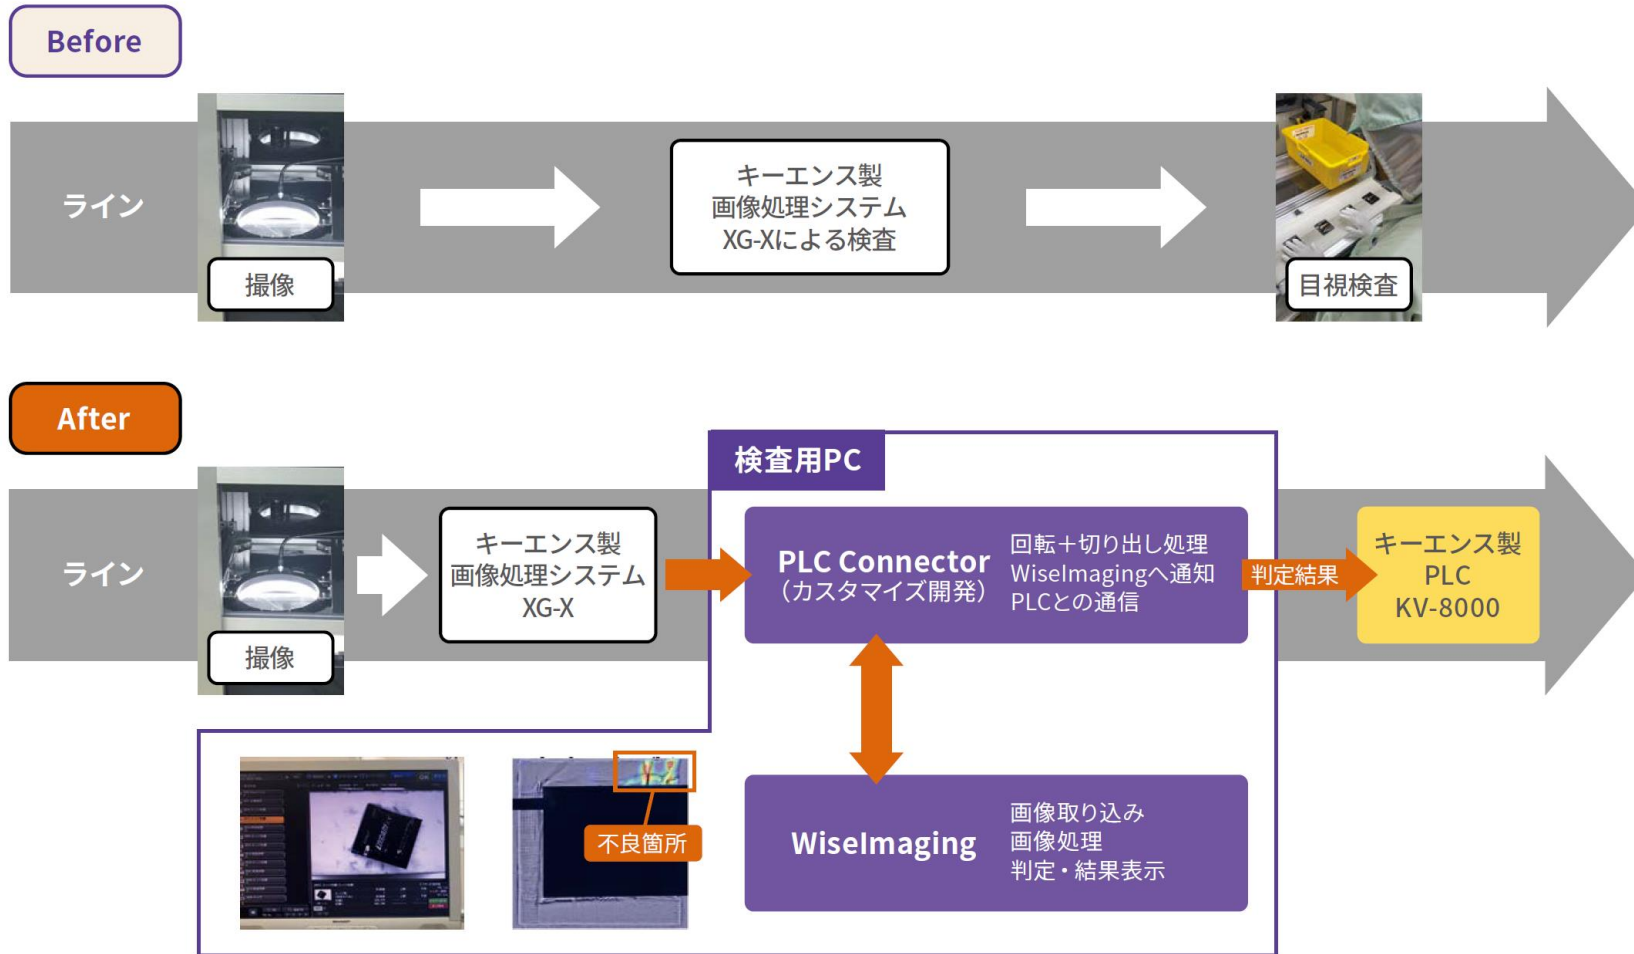 Before
ライン
撮像
キーエンス製
画像処理システム
XG-Xによる検査
目視検査
After
ライン
撮像
キーエンス製
画像処理システム
XG-X
検査用PC
PLC Connector
（カスタマイズ開発）
回転＋切り出し処理
WiseImagingへ通知
PLCとの通信
判定結果
キーエンス製
PLC
KV-8000
不良箇所
WiseImaging
画像取り込み
画像処理
判定・結果表示